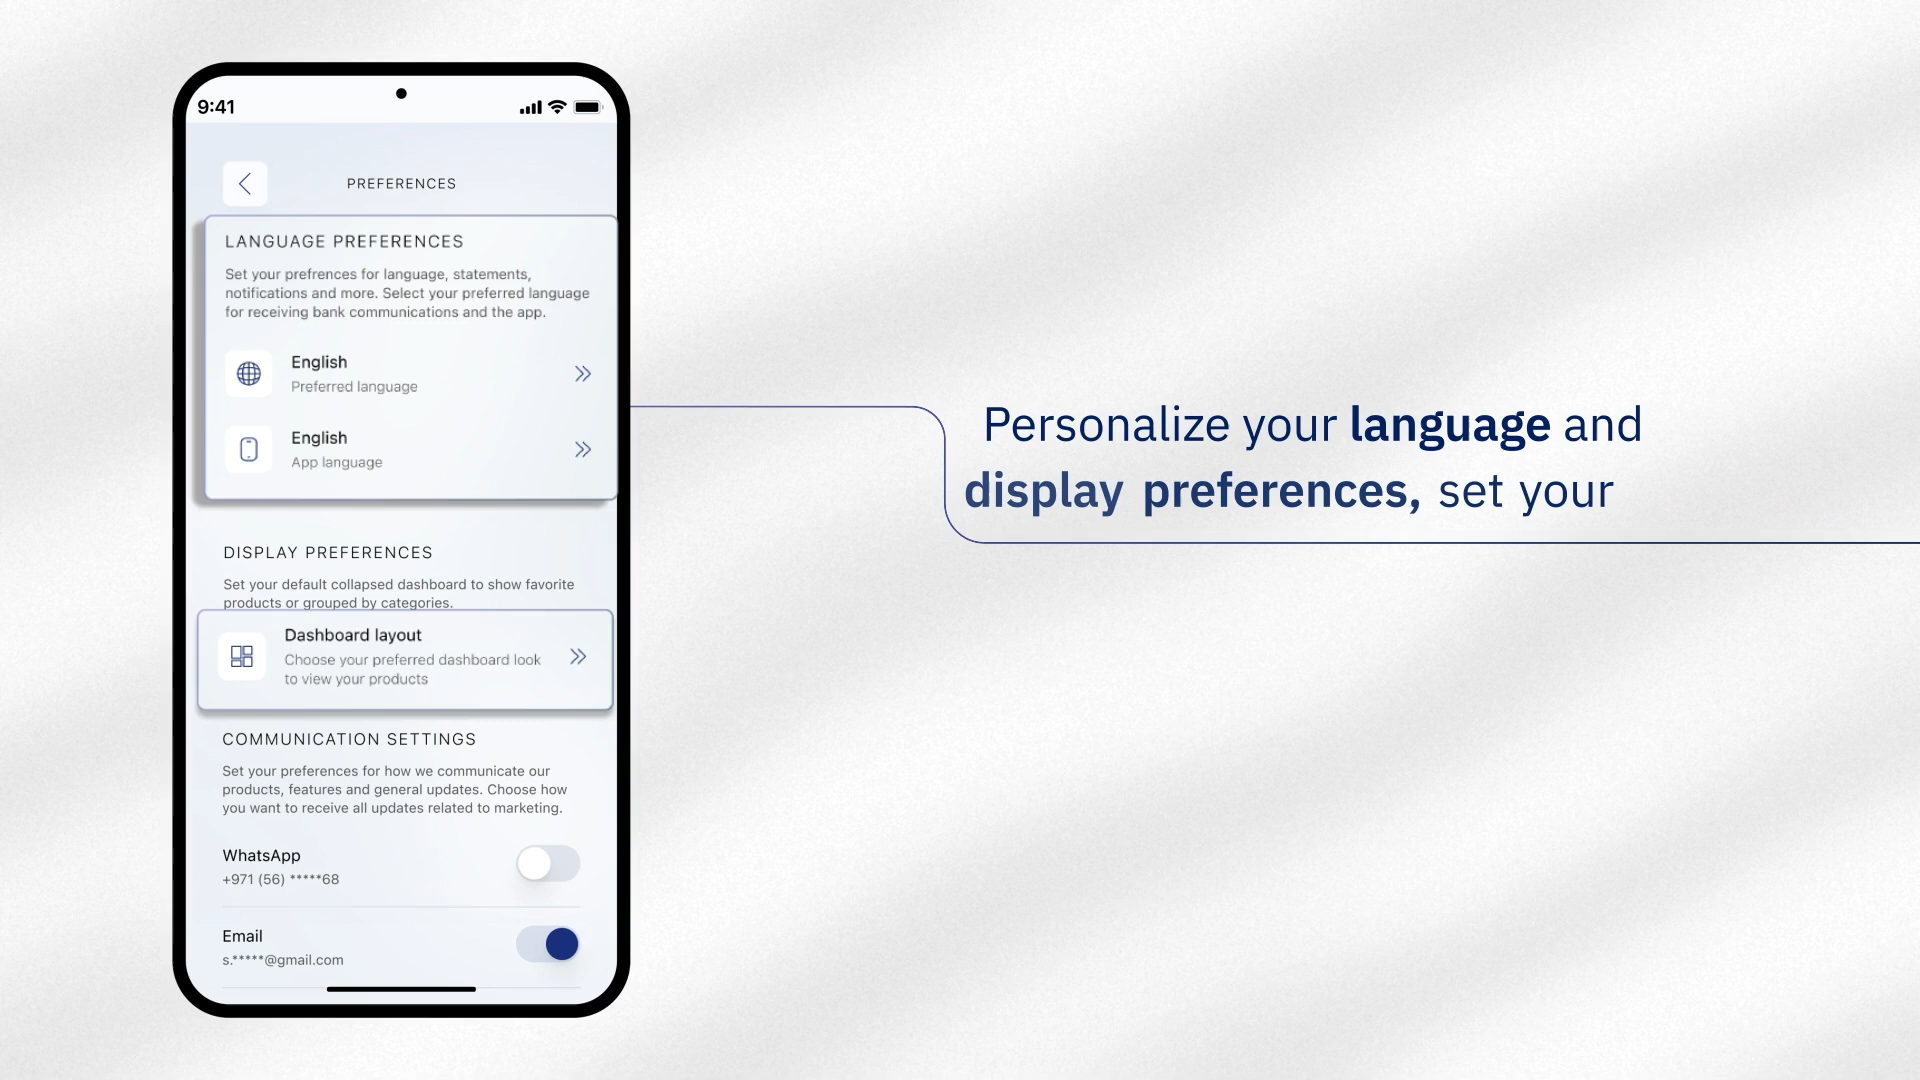 9:41
PREFERENCES
LANGUAGE PREFERENCES
Set your prefrences for language, statements,
notifications and more. Select your preferred language
for receiving bank communications and the app.
English
Preferred language
English
App language
DISPLAY PREFERENCES
Set your default collapsed dashboard to show favorite
products or grouped by categories.
Dashboard layout
Choose your preferred dashboard look
to view your products
COMMUNICATION SETTINGS
Set your preferences for how we communicate our
products, features and general updates. Choose how
you want to receive all updates related to marketing.
WhatsApp
+971 (56) *****68
Email
s.*****@gmail.com
Personalize your language and
display preferences, set your